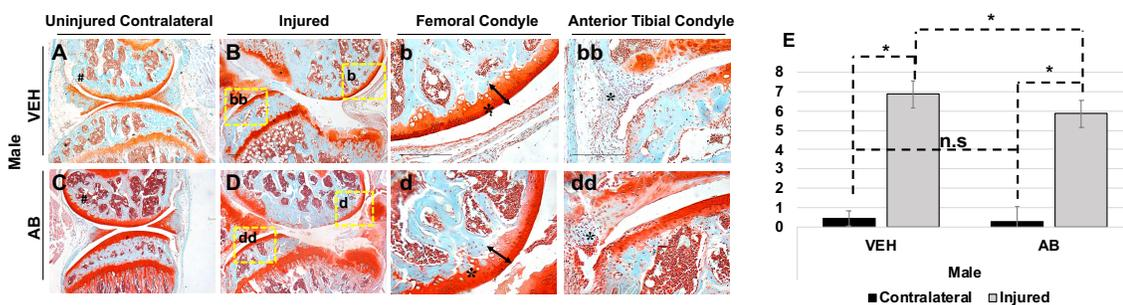 Uninjured Contralateral
Injured
Femoral Condyle
Anterior Tibial Condyle
Male
VEH
A
#
B
b
bb
b
*
bb
*
AB
C
#
D
d
dd
d
*
dd
*
E
*
*
*
n.s
8
7
6
5
4
3
2
1
0
VEH
AB
Male
Contralateral
Injured